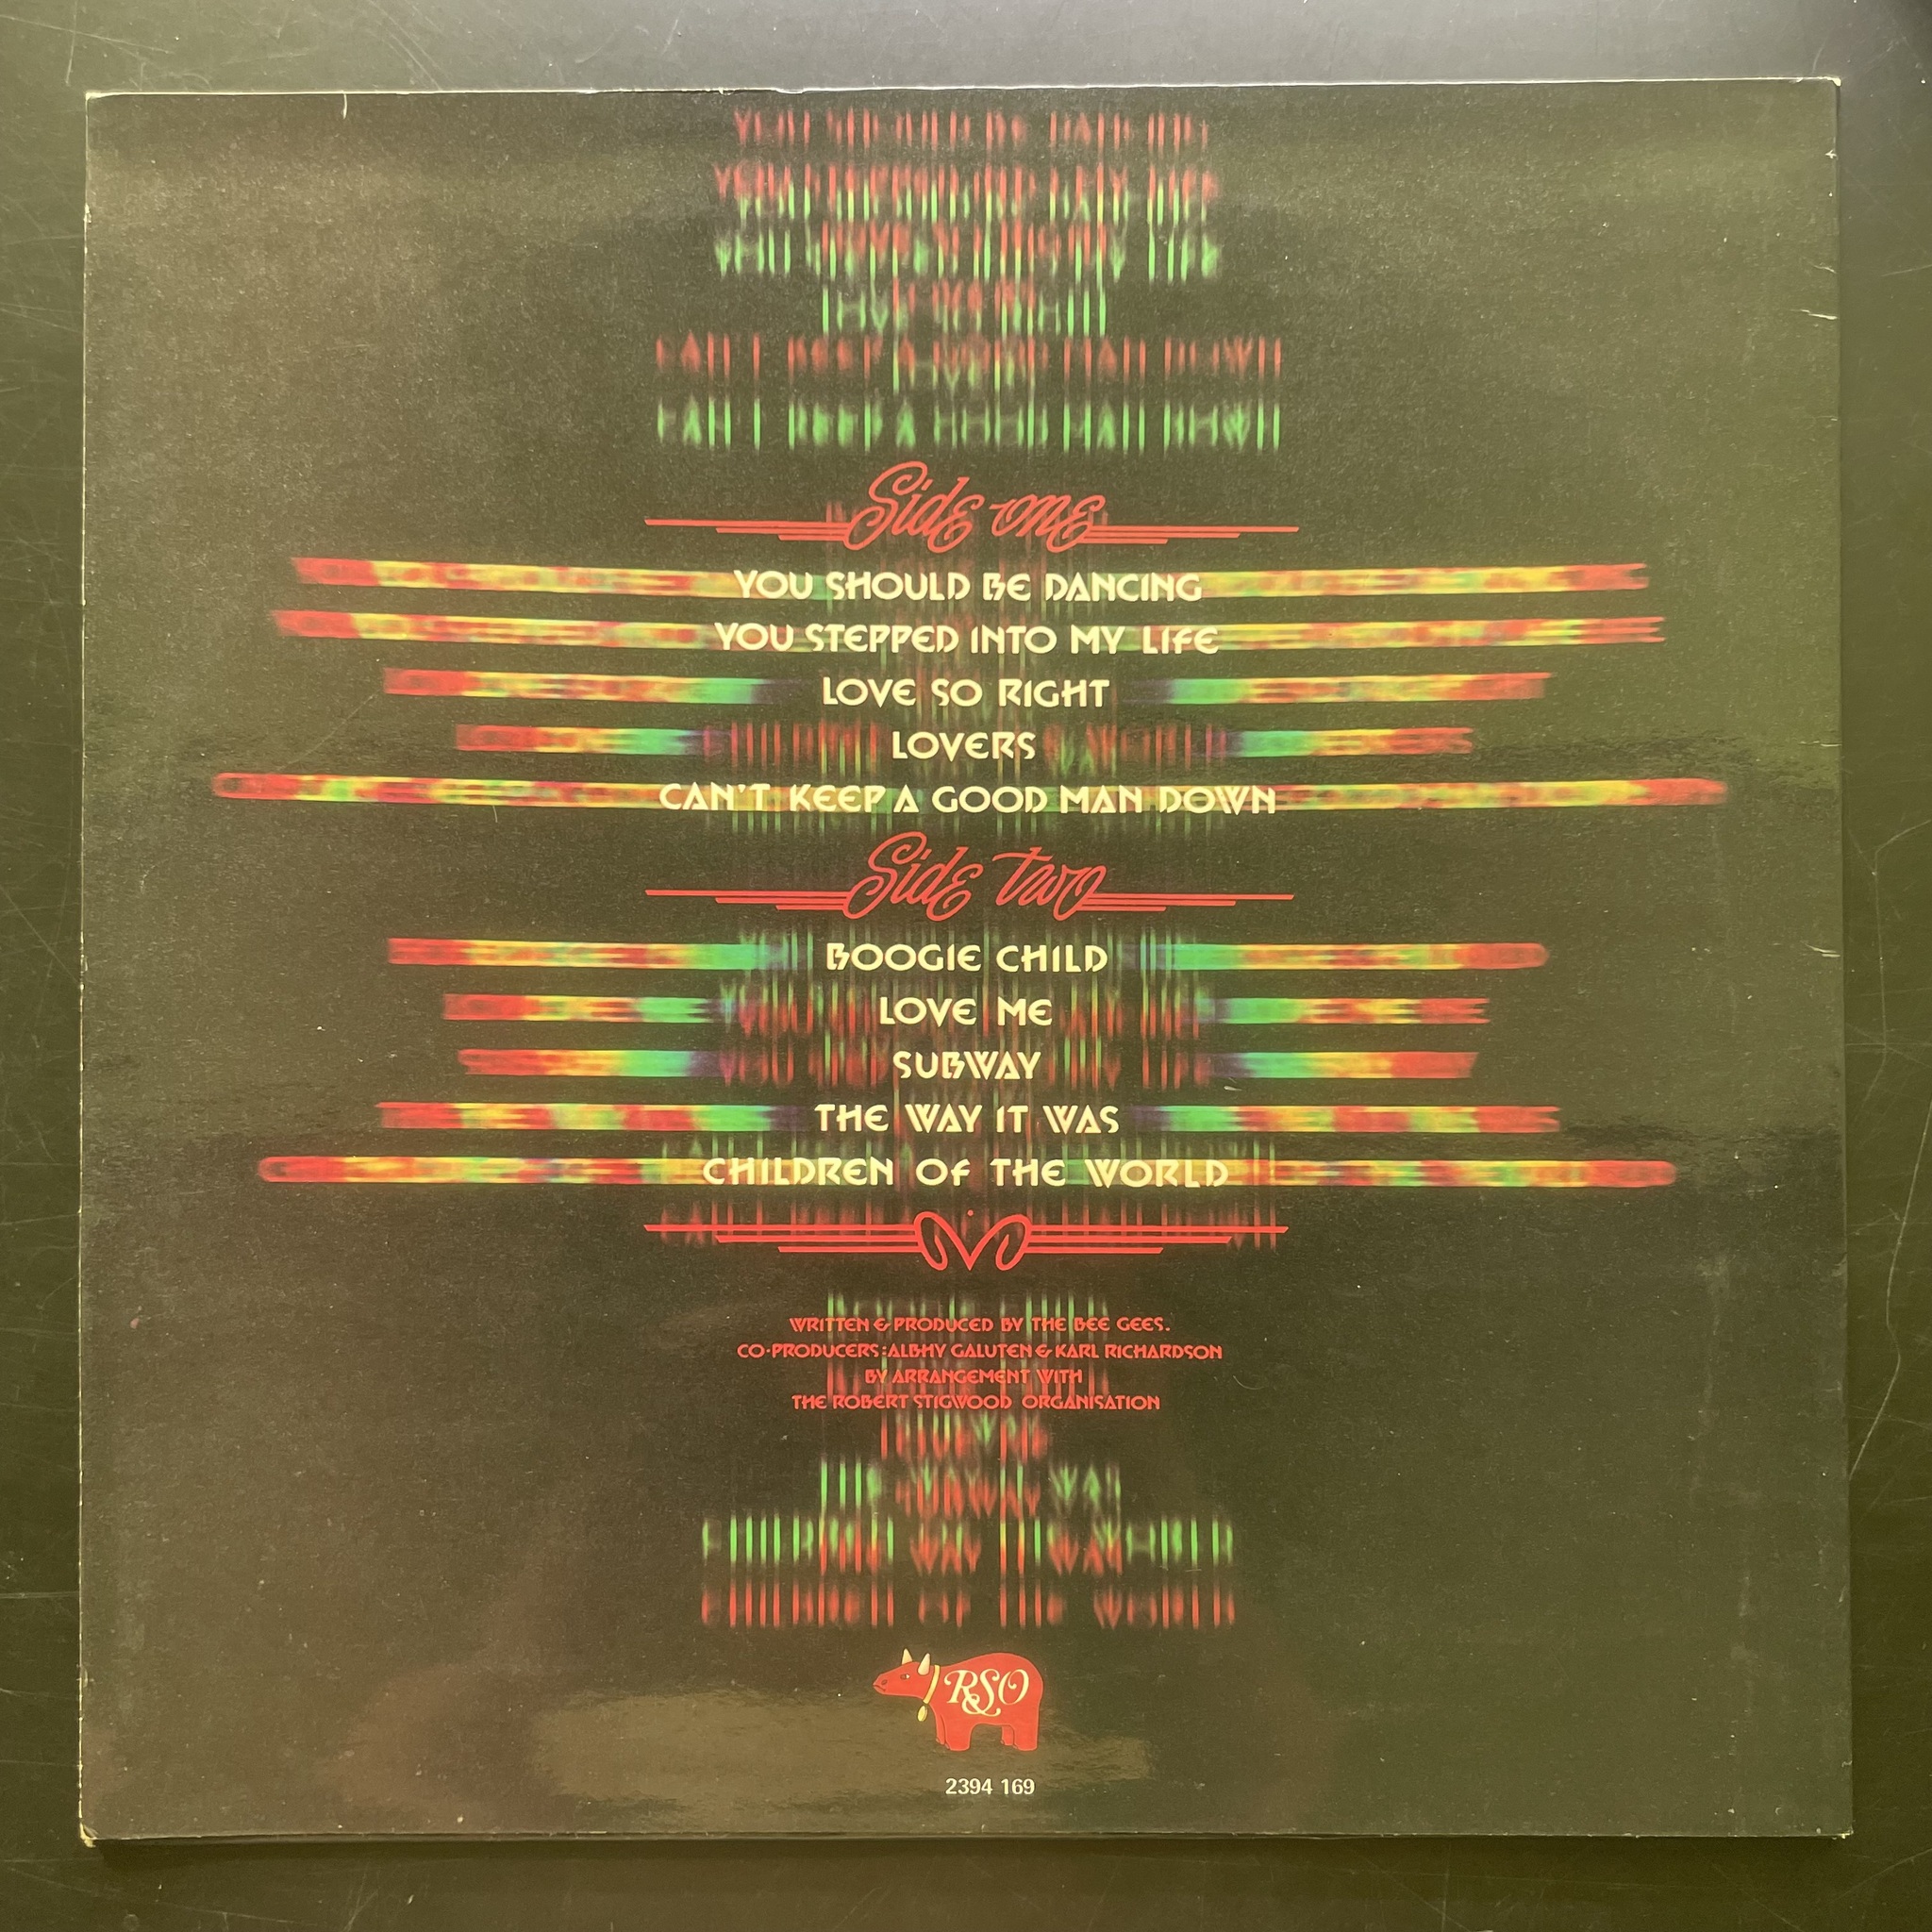 Side one
YOU SHOULD BE DANCING
YOU STEPPED INTO MY LIFE
LOVE SO RIGHT
LOVERS
CAN'T KEEP A GOOD MAN DOWN
Side two
BOOGIE CHILD
LOVE ME
SUBWAY
THE WAY IT WAS
CHILDREN OF THE WORLD
WRITTEN & PRODUCED BY THE BEE GEES.
CO-PRODUCERS: ALBHY GALUTEN & KARL RICHARDSON
BY ARRANGEMENT WITH
THE ROBERT STIGWOOD ORGANISATION
RSO
2394 169